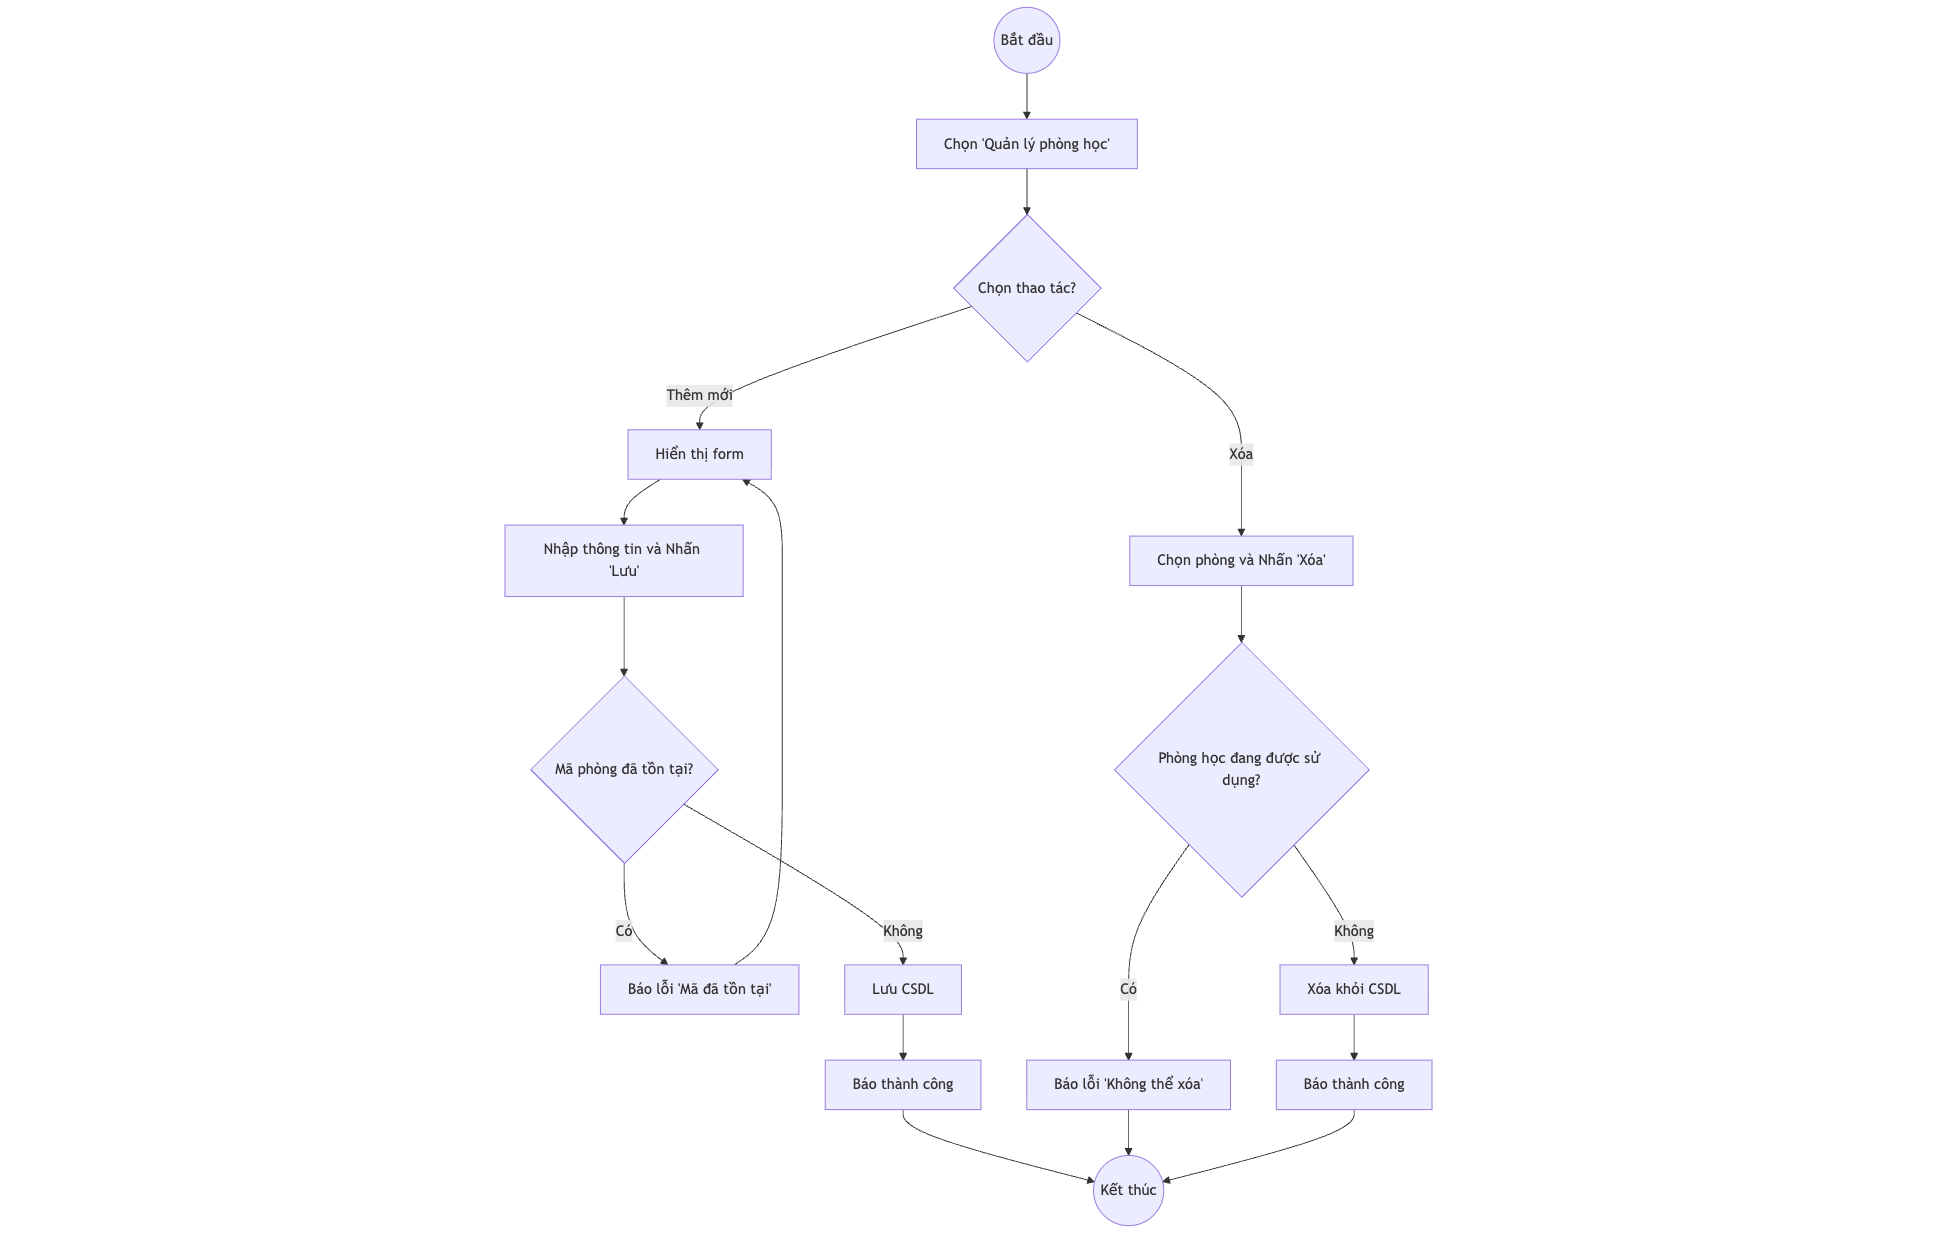 Bắt đầu
Chọn 'Quản lý phòng học'
Chọn thao tác?
Thêm mới
Hiển thị form
Xóa
Nhập thông tin và Nhấn
'Lưu'
Chọn phòng và Nhấn 'Xóa'
Mã phòng đã tồn tại?
Phòng học đang được sử
dụng?
Có
Không
Không
Báo lỗi 'Mã đã tồn tại'
Lưu CSDL
Có
Xóa khỏi CSDL
Báo thành công
Báo lỗi 'Không thể xóa'
Báo thành công
Kết thúc